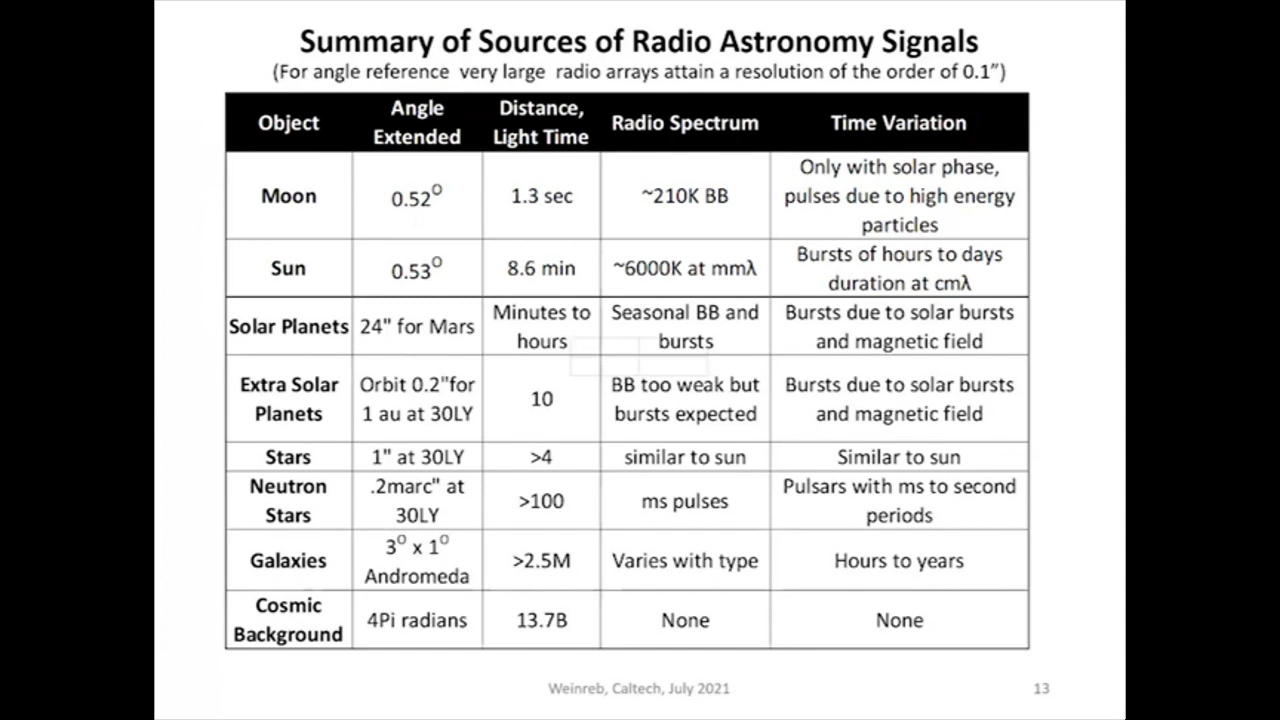 Summary of Sources of Radio Astronomy Signals
(For angle reference very large radio arrays attain a resolution of the order of 0.1”)
Object
Angle
Extended
Distance,
Light Time
Radio Spectrum
Time Variation
Moon
0.52⁰
1.3 sec
~210K BB
Only with solar phase,
pulses due to high energy
particles
Sun
0.53⁰
8.6 min
~6000K at mmλ
Bursts of hours to days
duration at cmλ
Solar Planets
24" for Mars
Minutes to
hours
Seasonal BB and
bursts
Bursts due to solar bursts
and magnetic field
Extra Solar
Planets
Orbit 0.2"for
1 au at 30LY
10
BB too weak but
bursts expected
Bursts due to solar bursts
and magnetic field
Stars
1" at 30LY
>4
similar to sun
Similar to sun
Neutron
Stars
.2marc" at
30LY
>100
ms pulses
Pulsars with ms to second
periods
Galaxies
3⁰ x 1⁰
Andromeda
>2.5M
Varies with type
Hours to years
Cosmic
Background
4Pi radians
13.7B
None
None
Weinreb, Caltech, July 2021
13